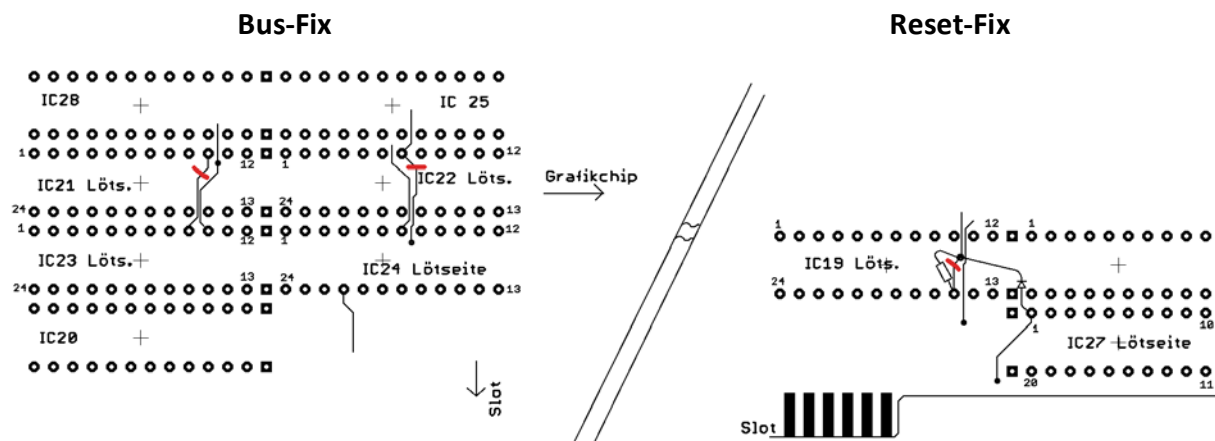 Bus-Fix
Reset-Fix
IC28
IC 25
1
12
1
12
IC21 Löts.
IC22 Löts.
Grafikchip
24
13
24
13
1
12
1
12
IC23 Löts.
IC24 Lötseite
24
13
24
13
IC20
Slot
1
12
1
IC19 Löts.
24
13
1
10
IC27 Lötseite
20
11
Slot